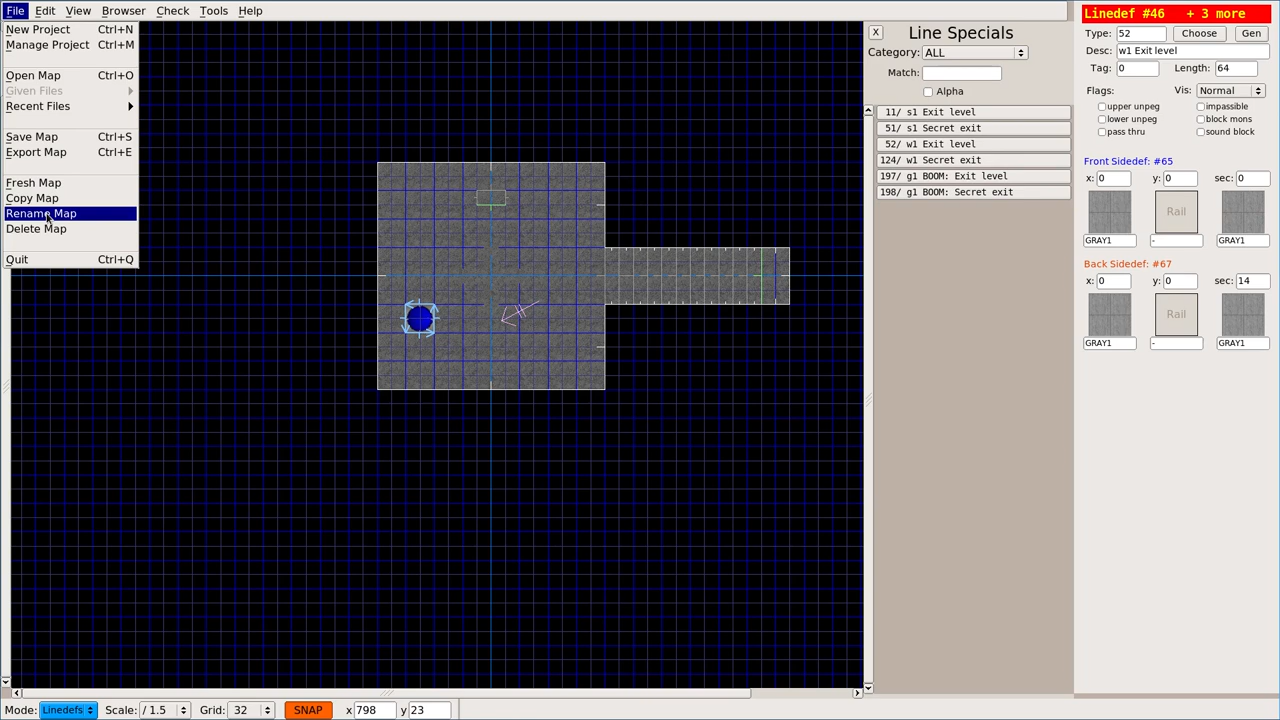 File Edit View Browser Check Tools Help
New Project Ctrl+N
Manage Project Ctrl+M
Open Map Ctrl+O
Given Files
Recent Files
Save Map Ctrl+S
Export Map Ctrl+E
Fresh Map
Copy Map
Rename Map
Delete Map
Quit Ctrl+Q
X Line Specials
Category: ALL
Match:
Alpha
11/ s1 Exit level
51/ s1 Secret exit
52/ w1 Exit level
124/ w1 Secret exit
197/ g1 BOOM: Exit level
198/ g1 BOOM: Secret exit
Linedef #46 + 3 more
Type: 52 Choose Gen
Desc: w1 Exit level
Tag: 0 Length: 64
Flags: Vis: Normal
upper unpeg impassible
lower unpeg block mons
pass thru sound block
Front Sidedef: #65
x: 0 y: 0 sec: 0
Rail
GRAY1 - GRAY1
Back Sidedef: #67
x: 0 y: 0 sec: 14
Rail
GRAY1 - GRAY1
Mode: Linedefs Scale: / 1.5 Grid: 32 SNAP x 798 y 23